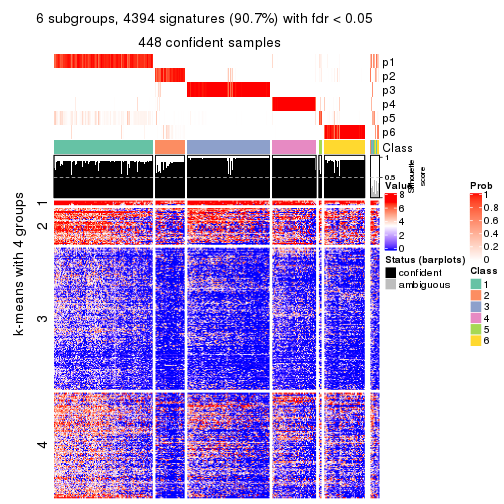 6 subgroups, 4394 signatures (90.7%) with fdr < 0.05
448 confident samples
p1
p2
p3
p4
p5
p6
Class
1
0.5
0
Silhouette
score
1
2
3
4
k-means with 4 groups
Value
8
6
4
2
0
Status (barplots)
confident
ambiguous
Prob
1
0.8
0.6
0.4
0.2
0
Class
1
2
3
4
5
6